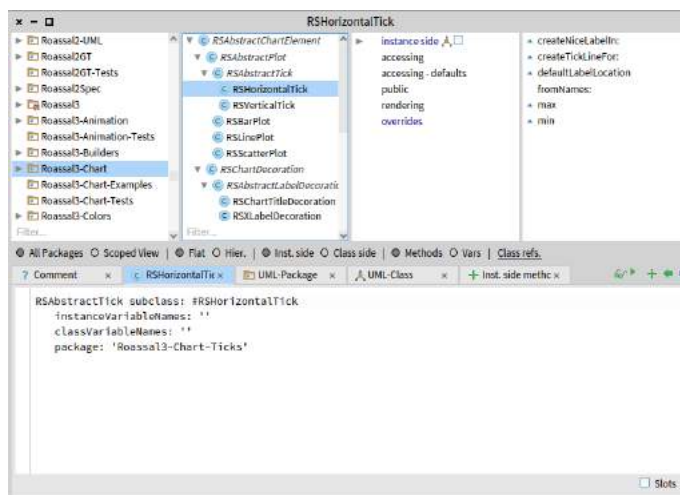 RSHorizontalTick
Roassal2-UML
Roassal2GT
Roassal2GT-Tests
Roassal2Spec
Roassal3
Roassal3-Animation
Roassal3-Animation-Tests
Roassal3-Builders
Roassal3-Chart
Roassal3-Chart-Examples
Roassal3-Chart-Tests
Roassal3-Colors
Filter...
RSAbstractChartElement
RSAbstractPlot
RSAbstractTick
RSHorizontalTick
RSVerticalTick
RSBarPlot
RSLinePlot
RSScatterPlot
RSChartDecoration
RSAbstractLabelDecoratic
RSChartTitleDecoration
RSXLabelDecoration
Filter...
instance side
accessing
accessing - defaults
public
rendering
overrides
createNiceLabelIn:
createTickLineFor:
defaultLabelLocation
fromNames:
max
min
All Packages Scoped View | Flat Hier. | Inst. side Class side | Methods Vars | Class refs.
? Comment × RSHorizontalTic × UML-Package × UML-Class × + Inst. side methc ×
RSAbstractTick subclass: #RSHorizontalTick
instanceVariableNames: ''
classVariableNames: ''
package: 'Roassal3-Chart-Ticks'
Slots